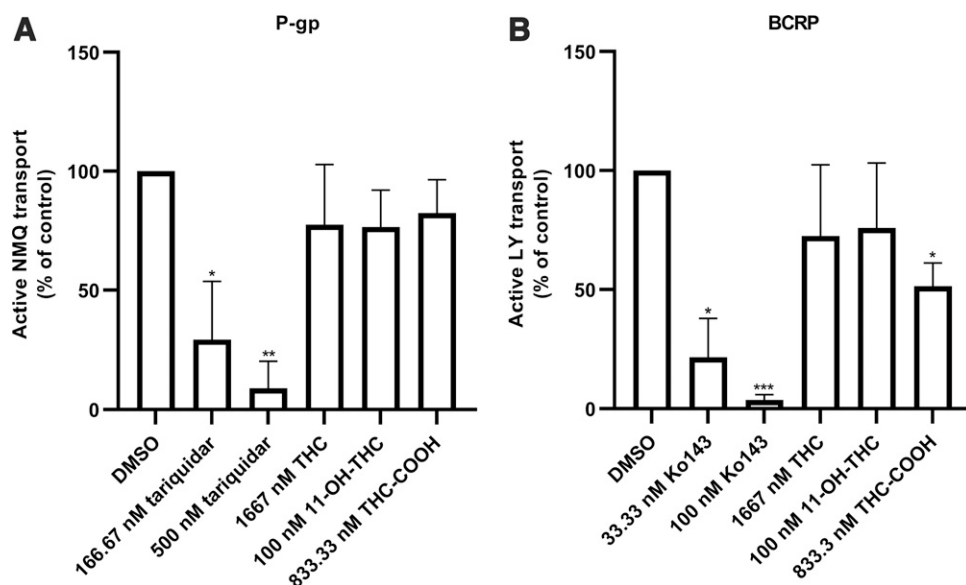 A
P-gp
Active NMQ transport
(% of control)
150
100
50
0
*
**
DMSO
166.67 nM tariquidar
500 nM tariquidar
1667 nM THC
100 nM 11-OH-THC
833.33 nM THC-COOH
B
BCRP
Active LY transport
(% of control)
150
100
50
0
*
***
*
DMSO
33.33 nM Ko143
100 nM Ko143
1667 nM THC
100 nM 11-OH-THC
833.3 nM THC-COOH